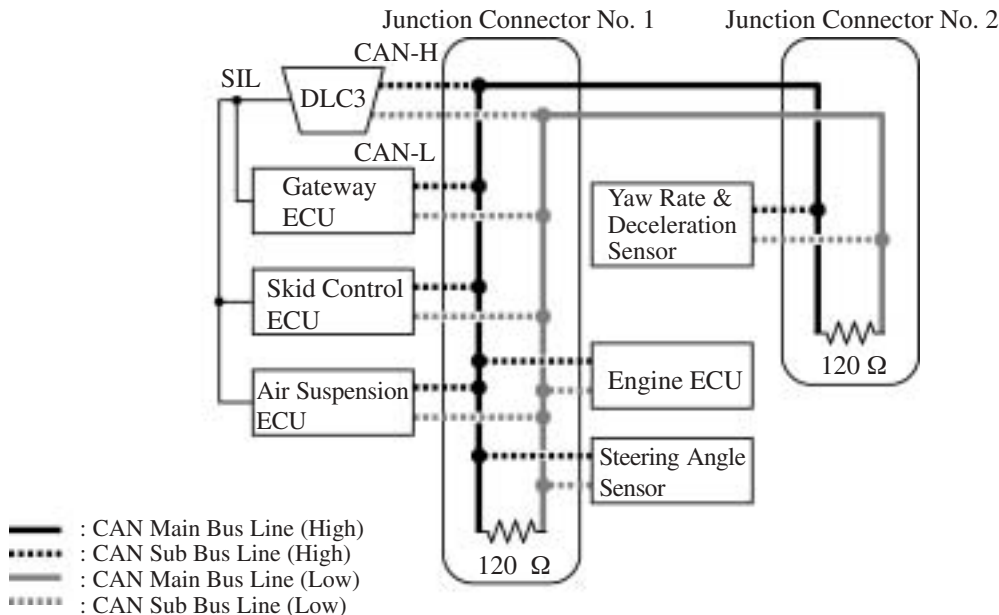 Junction Connector No. 1
Junction Connector No. 2
CAN-H
SIL
DLC3
CAN-L
Gateway
ECU
Yaw Rate &
Deceleration
Sensor
Skid Control
ECU
120 Ω
Engine ECU
Air Suspension
ECU
Steering Angle
Sensor
120 Ω
: CAN Main Bus Line (High)
: CAN Sub Bus Line (High)
: CAN Main Bus Line (Low)
: CAN Sub Bus Line (Low)